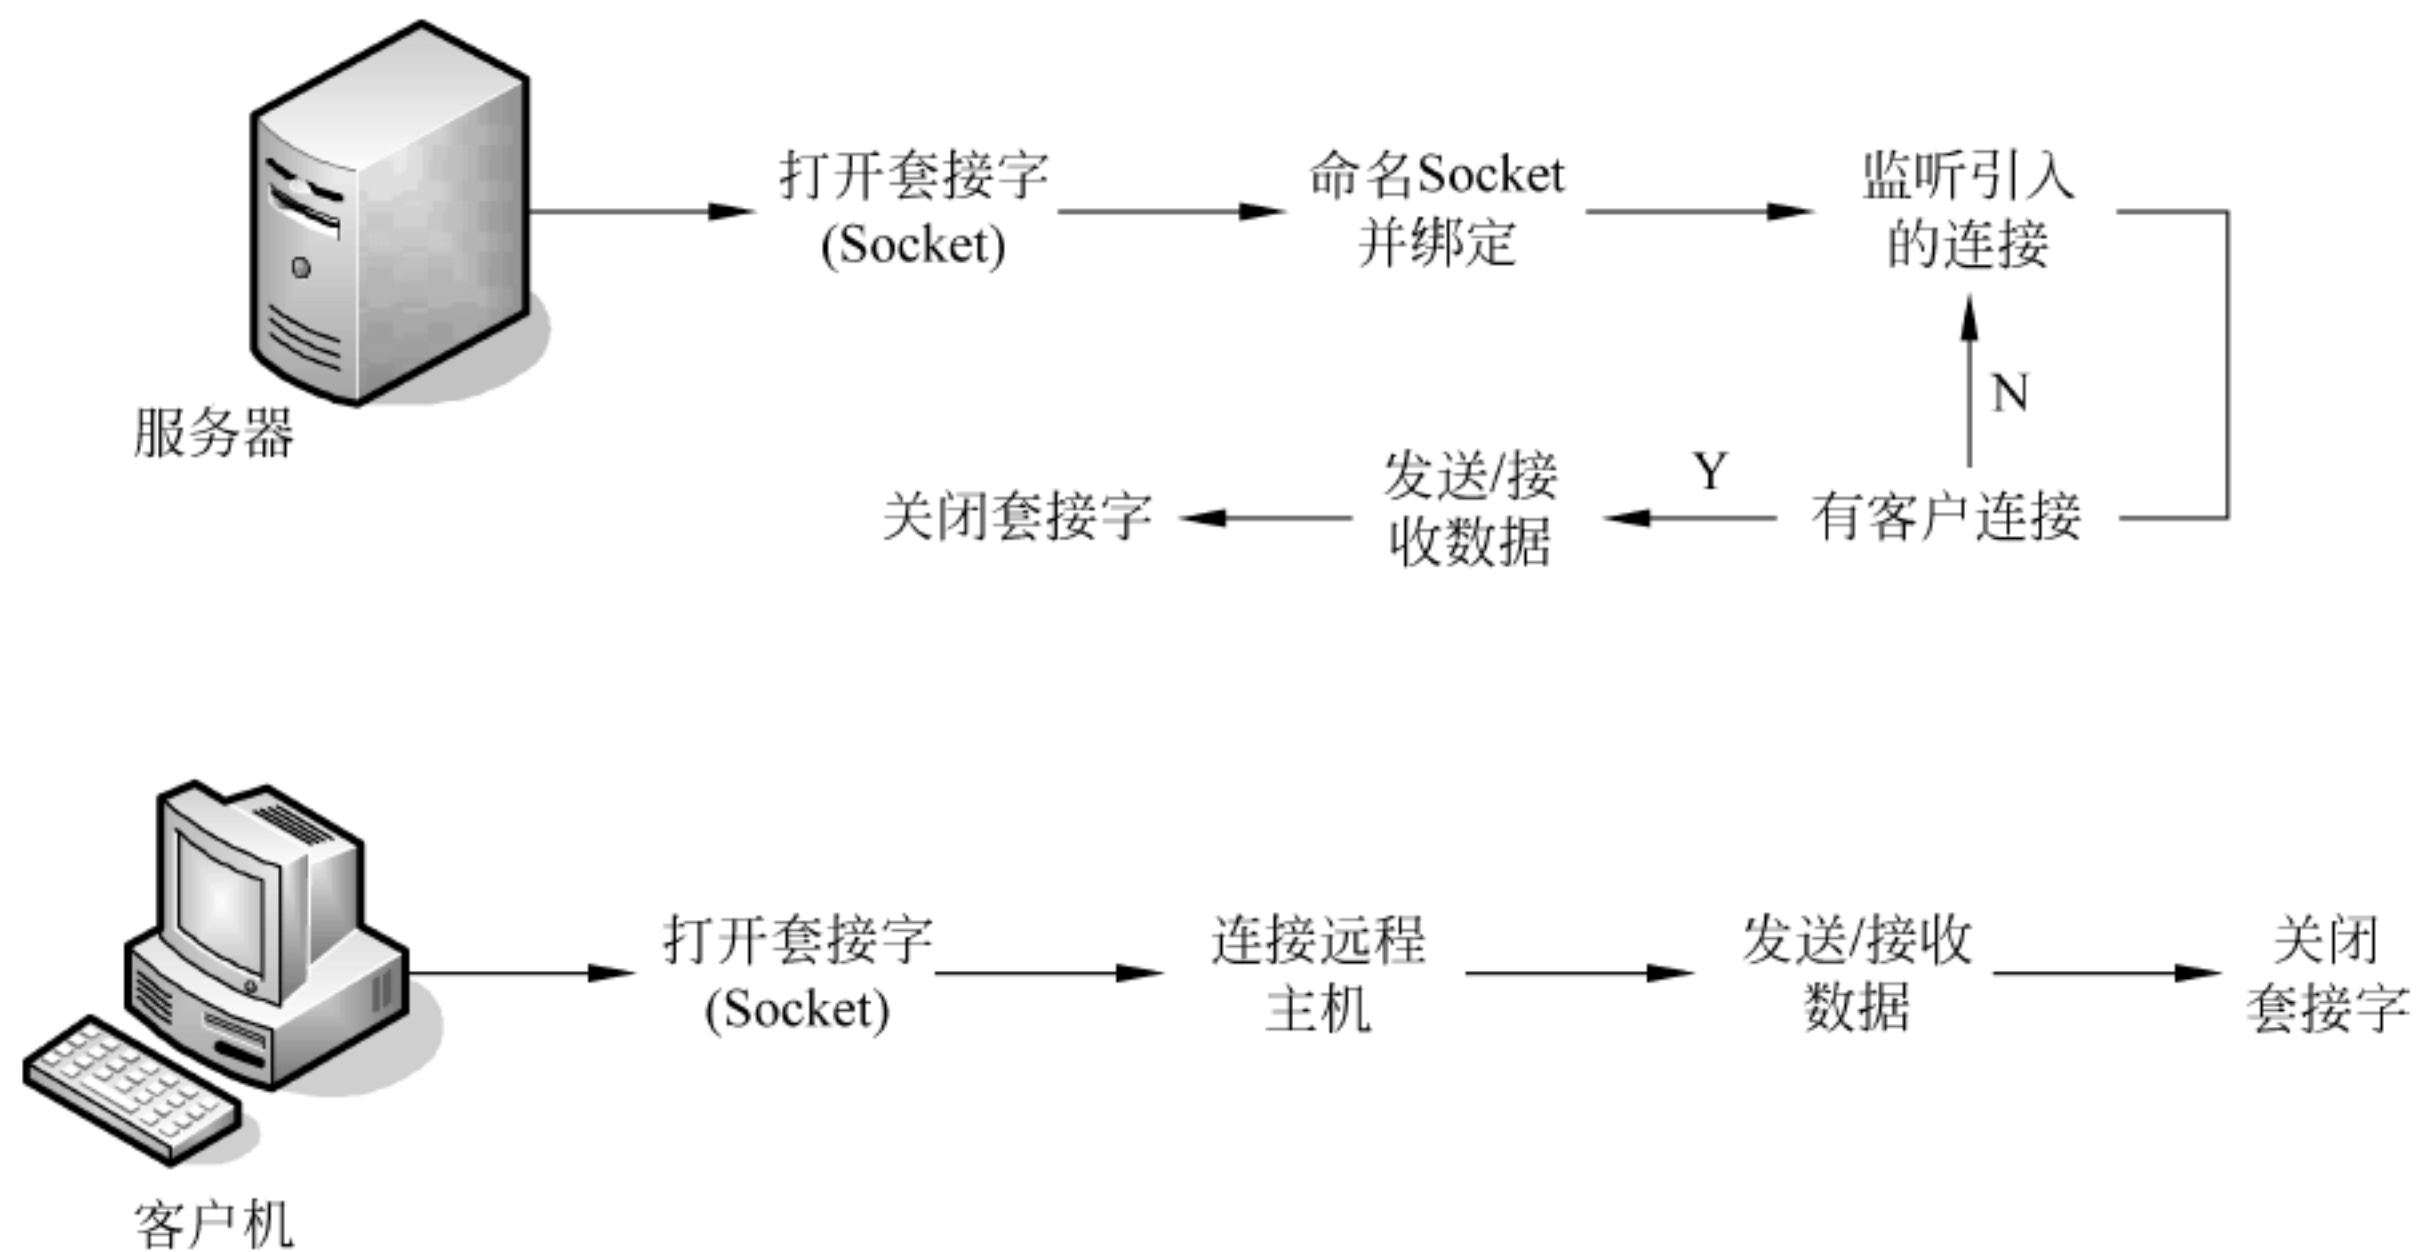 打开套接字
(Socket)
命名Socket
并绑定
监听引入
的连接
N
服务器
关闭套接字
发送/接
收数据
Y
有客户连接
打开套接字
(Socket)
连接远程
主机
发送/接收
数据
关闭
套接字
客户机